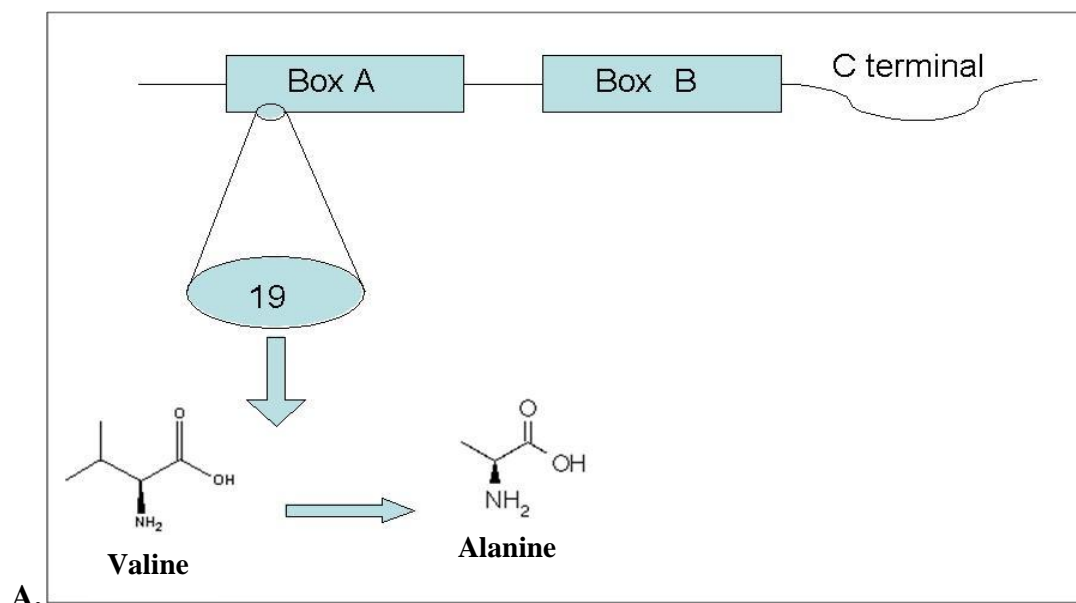 Box A
Box B
C terminal
19
O
OH
NH2
Valine
O
OH
NH2
Alanine
A.